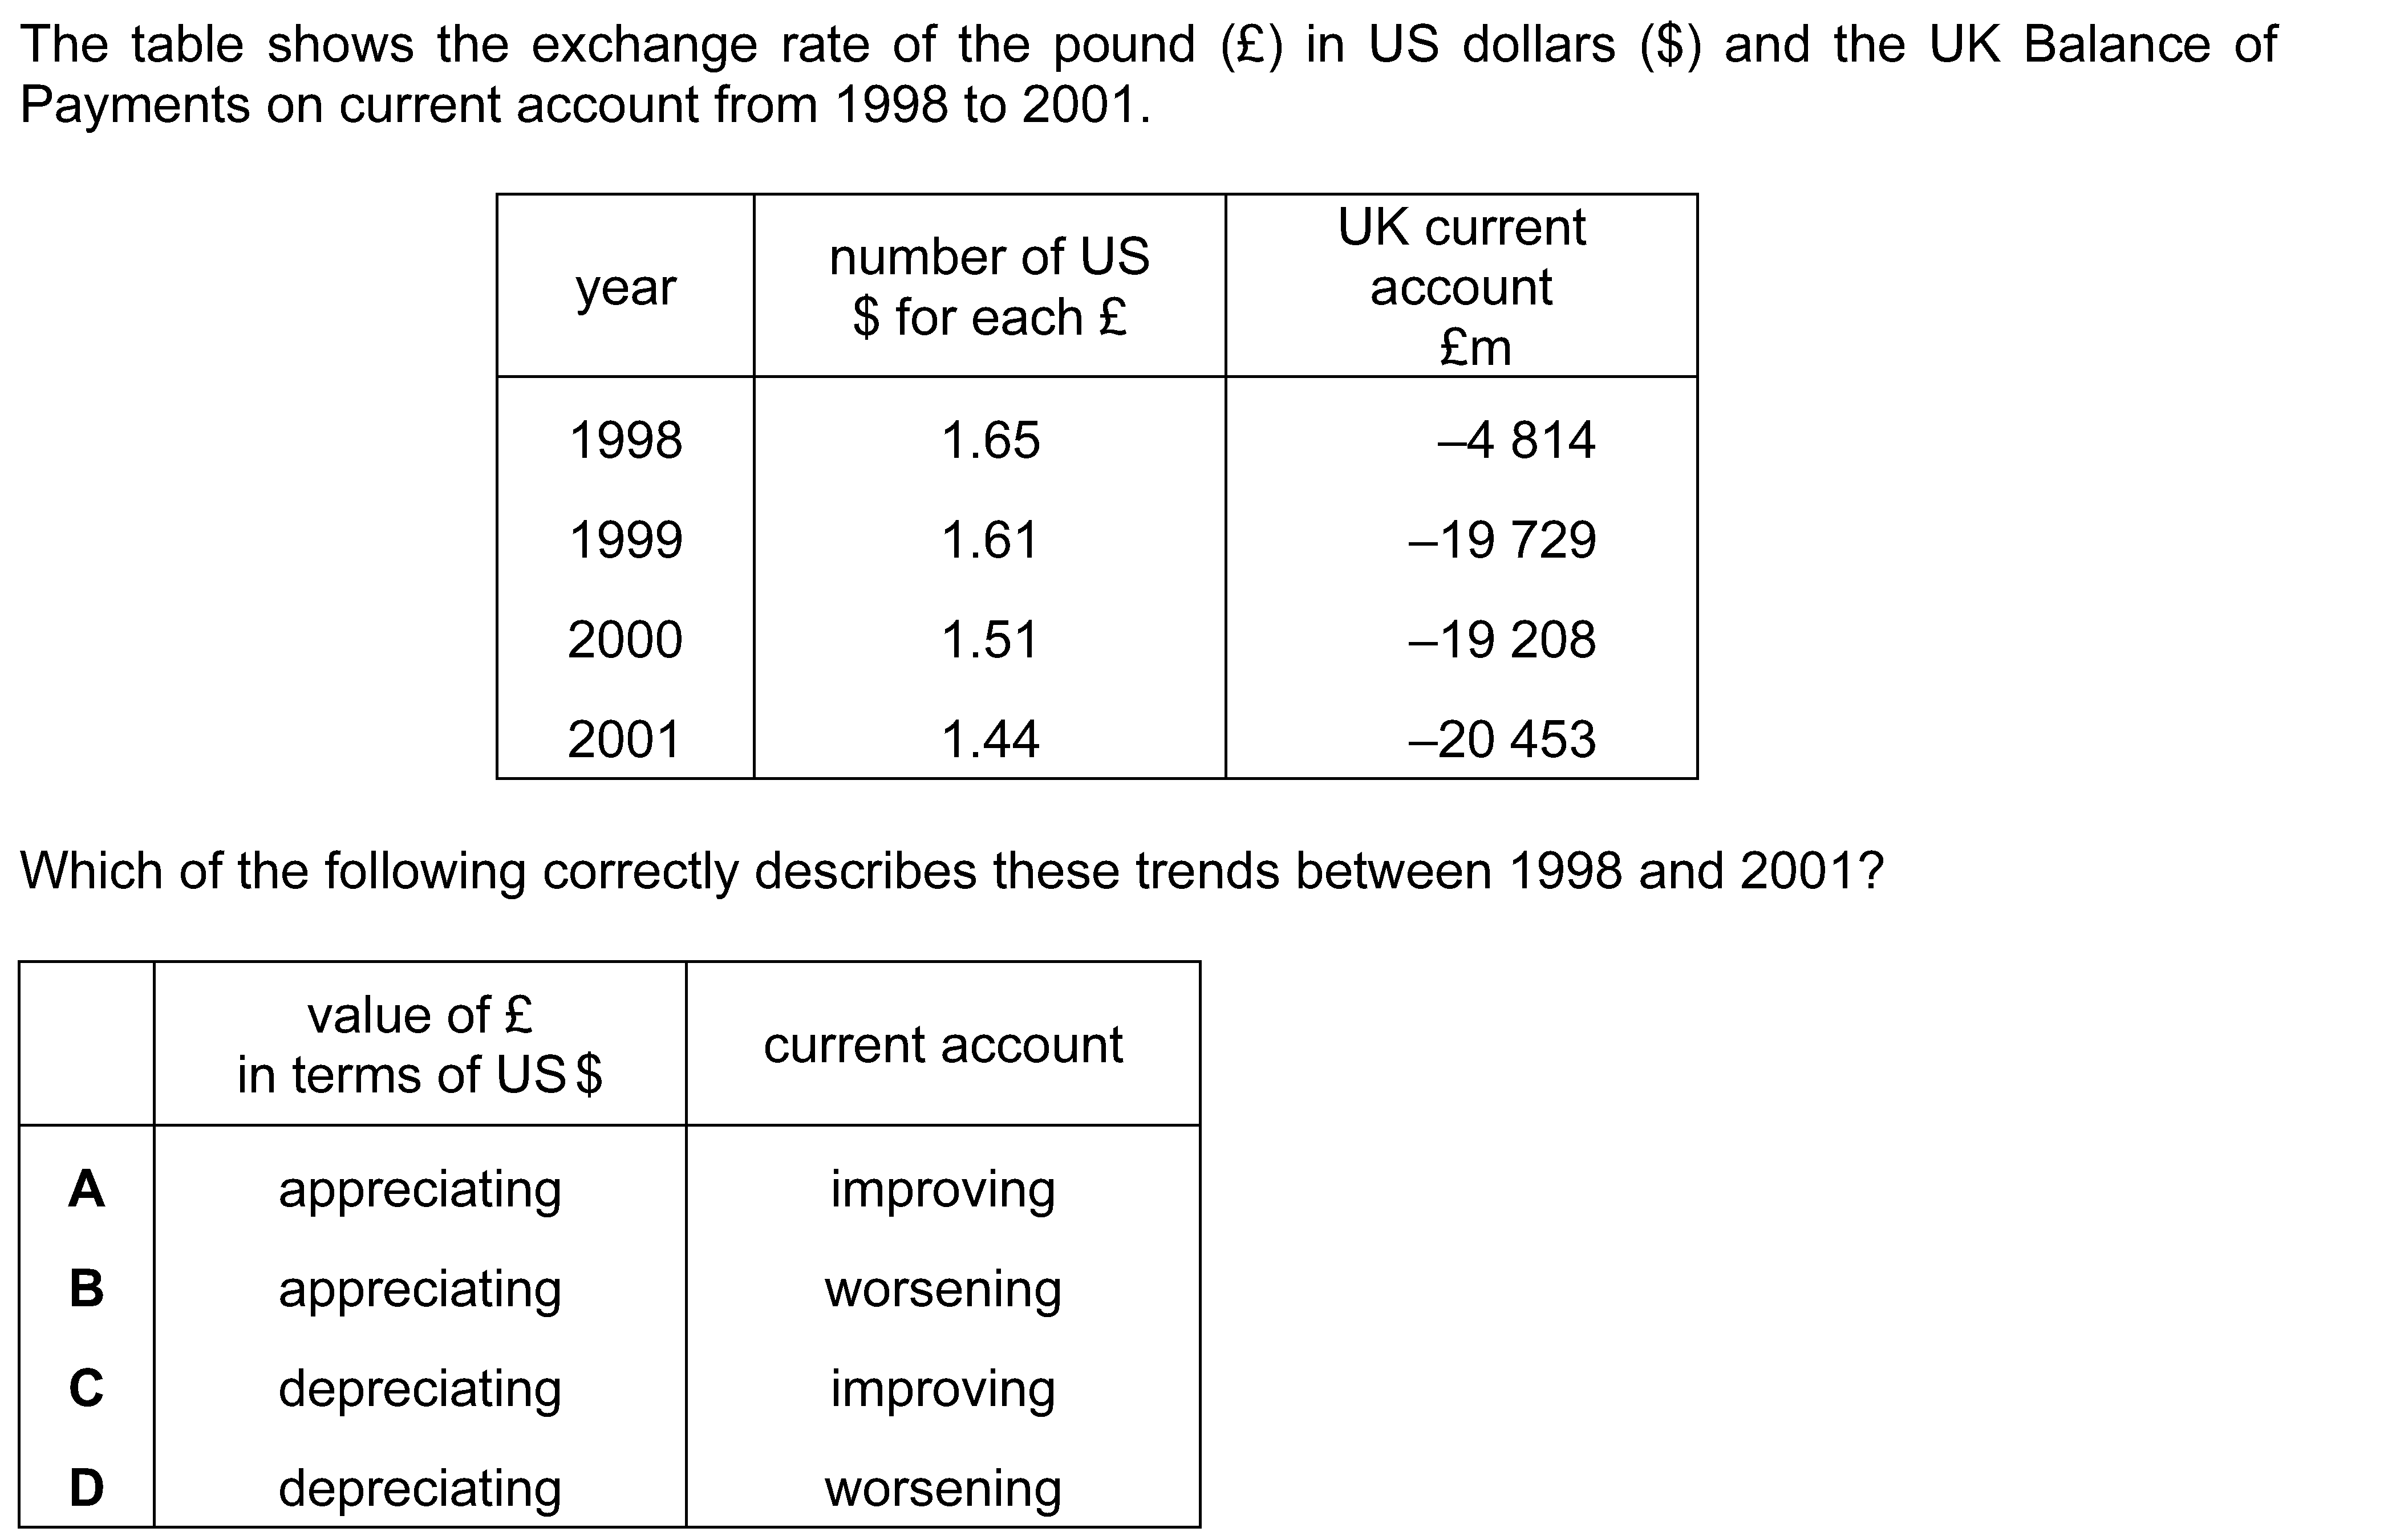 The table shows the exchange rate of the pound (£) in US dollars ($) and the UK Balance of
Payments on current account from 1998 to 2001.
year
number of US
$ for each £
UK current
account
£m
1998 1.65 –4 814
1999 1.61 –19 729
2000 1.51 –19 208
2001 1.44 –20 453
Which of the following correctly describes these trends between 1998 and 2001?
value of £
in terms of US $
current account
A appreciating improving
B appreciating worsening
C depreciating improving
D depreciating worsening